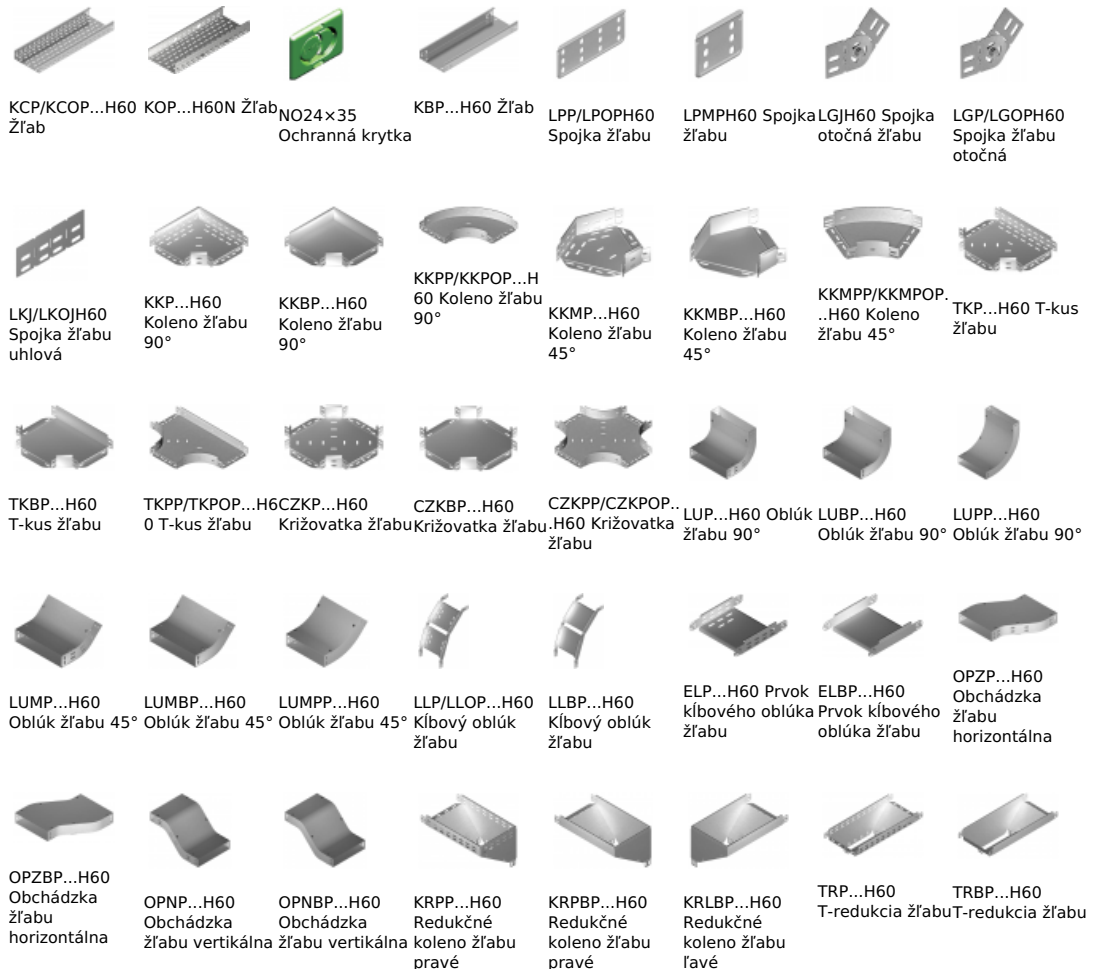 KCP/KCOP...H60
Žľab
KOP...H60N Žľab
NO24×35
Ochranná krytka
KBP...H60 Žľab
LPP/LPOPH60
Spojka žľabu
LPMPH60 Spojka
žľabu
LGJH60 Spojka
otočná žľabu
LGP/LGOPH60
Spojka žľabu
otočná
LKJ/LKOJH60
Spojka žľabu
uhlová
KKP...H60
Koleno žľabu
90°
KKBP...H60
Koleno žľabu
90°
KKPP/KKPOP...H
60 Koleno žľabu
90°
KKMP...H60
Koleno žľabu
45°
KKMBP...H60
Koleno žľabu
45°
KKMPP/KKMPOP.
..H60 Koleno
žľabu 45°
TKP...H60 T-kus
žľabu
TKBP...H60
T-kus žľabu
TKPP/TKPOP...H6
0 T-kus žľabu
CZKP...H60
Križovatka žľabu
CZKBP...H60
Križovatka žľabu
CZKPP/CZKPOP..
.H60 Križovatka
žľabu
LUP...H60 Oblúk
žľabu 90°
LUBP...H60
Oblúk žľabu 90°
LUPP...H60
Oblúk žľabu 90°
LUMP...H60
Oblúk žľabu 45°
LUMBP...H60
Oblúk žľabu 45°
LUMPP...H60
Oblúk žľabu 45°
LLP/LLOP...H60
Kĺbový oblúk
žľabu
LLBP...H60
Kĺbový oblúk
žľabu
ELP...H60 Prvok
kĺbového oblúka
žľabu
ELBP...H60
Prvok kĺbového
oblúka žľabu
OPZP...H60
Obchádzka
žľabu
horizontálna
OPZBP...H60
Obchádzka
žľabu
horizontálna
OPNP...H60
Obchádzka
žľabu vertikálna
OPNBP...H60
Obchádzka
žľabu vertikálna
KRPP...H60
Redukčné
koleno žľabu
pravé
KRPBP...H60
Redukčné
koleno žľabu
pravé
KRLBP...H60
Redukčné
koleno žľabu
ľavé
TRP...H60
T-redukcia žľabu
TRBP...H60
T-redukcia žľabu